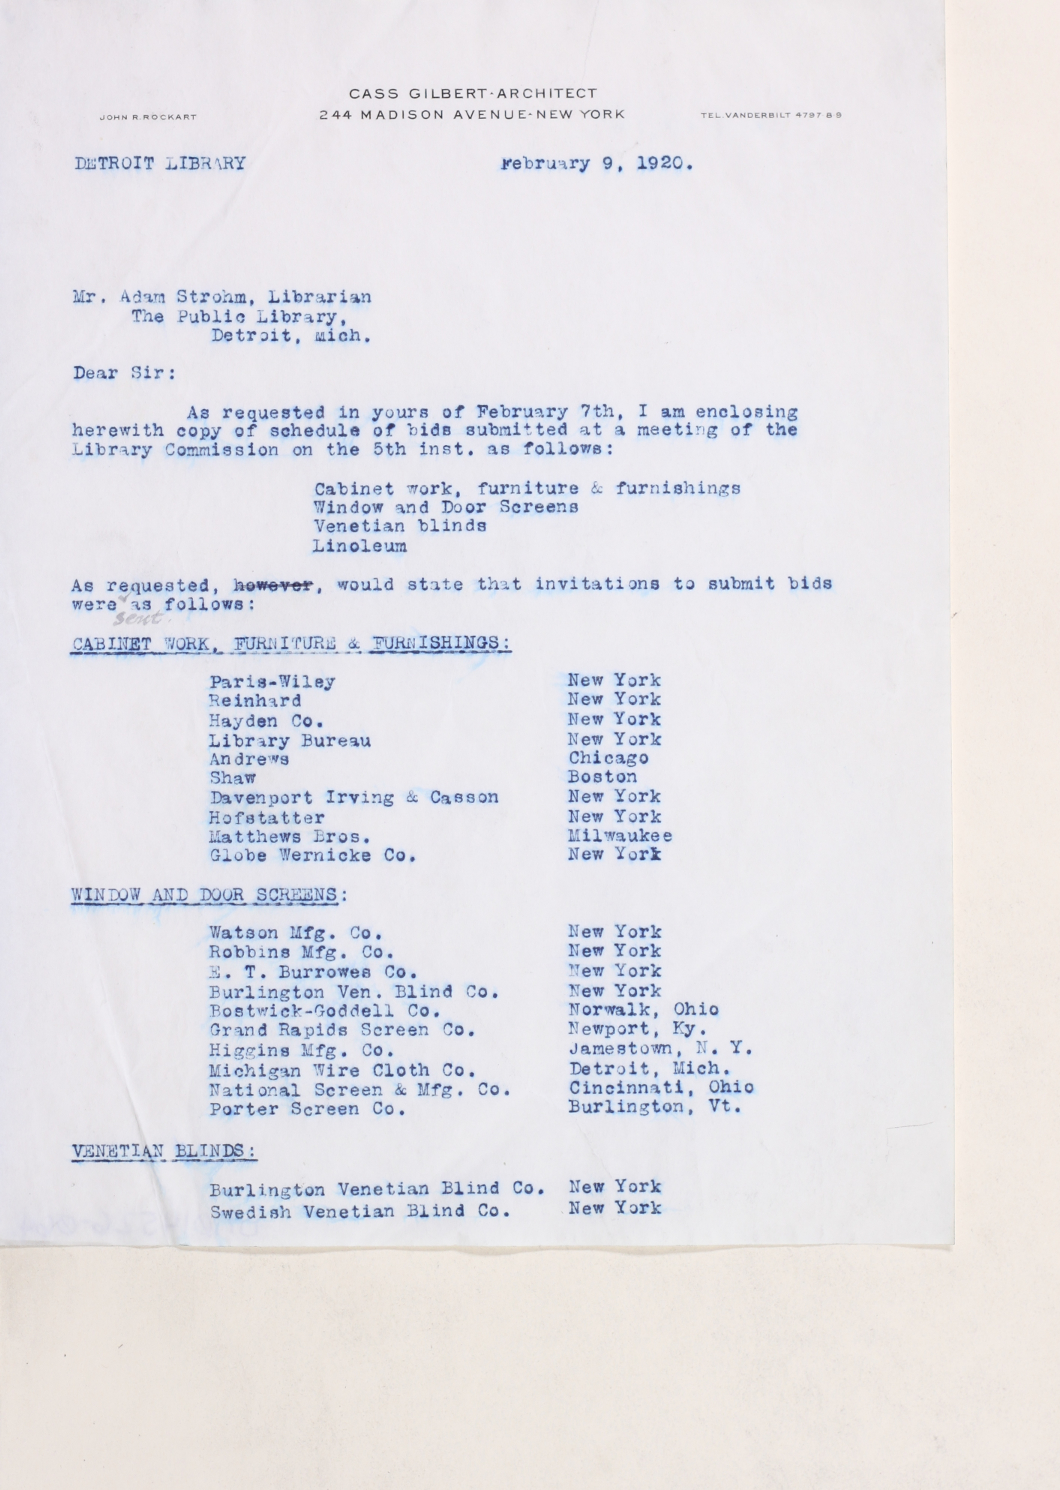 CASS GILBERT-ARCHITECT
244 MADISON AVENUE-NEW YORK
JOHN R. ROCKART
TEL. VANDERBILT 4797 8 9
DETROIT LIBRARY February 9, 1920.
Mr. Adam Strohm, Librarian
The Public Library,
Detroit, Mich.
Dear Sir:
As requested in yours of February 7th, I am enclosing
herewith copy of schedule of bids submitted at a meeting of the
Library Commission on the 5th inst. as follows:
Cabinet work, furniture & furnishings
Window and Door Screens
Venetian blinds
Linoleum
As requested, however, would state that invitations to submit bids
were as follows:
sent
CABINET WORK, FURNITURE & FURNISHINGS:
Paris-Wiley New York
Reinhard New York
Hayden Co. New York
Library Bureau New York
Andrews Chicago
Shaw Boston
Davenport Irving & Casson New York
Hofstatter New York
Matthews Bros. Milwaukee
Globe Wernicke Co. New York
WINDOW AND DOOR SCREENS:
Watson Mfg. Co. New York
Robbins Mfg. Co. New York
E. T. Burrowes Co. New York
Burlington Ven. Blind Co. New York
Bostwick-Goddell Co. Norwalk, Ohio
Grand Rapids Screen Co. Newport, Ky.
Higgins Mfg. Co. Jamestown, N. Y.
Michigan Wire Cloth Co. Detroit, Mich.
National Screen & Mfg. Co. Cincinnati, Ohio
Porter Screen Co. Burlington, Vt.
VENETIAN BLINDS:
Burlington Venetian Blind Co. New York
Swedish Venetian Blind Co. New York